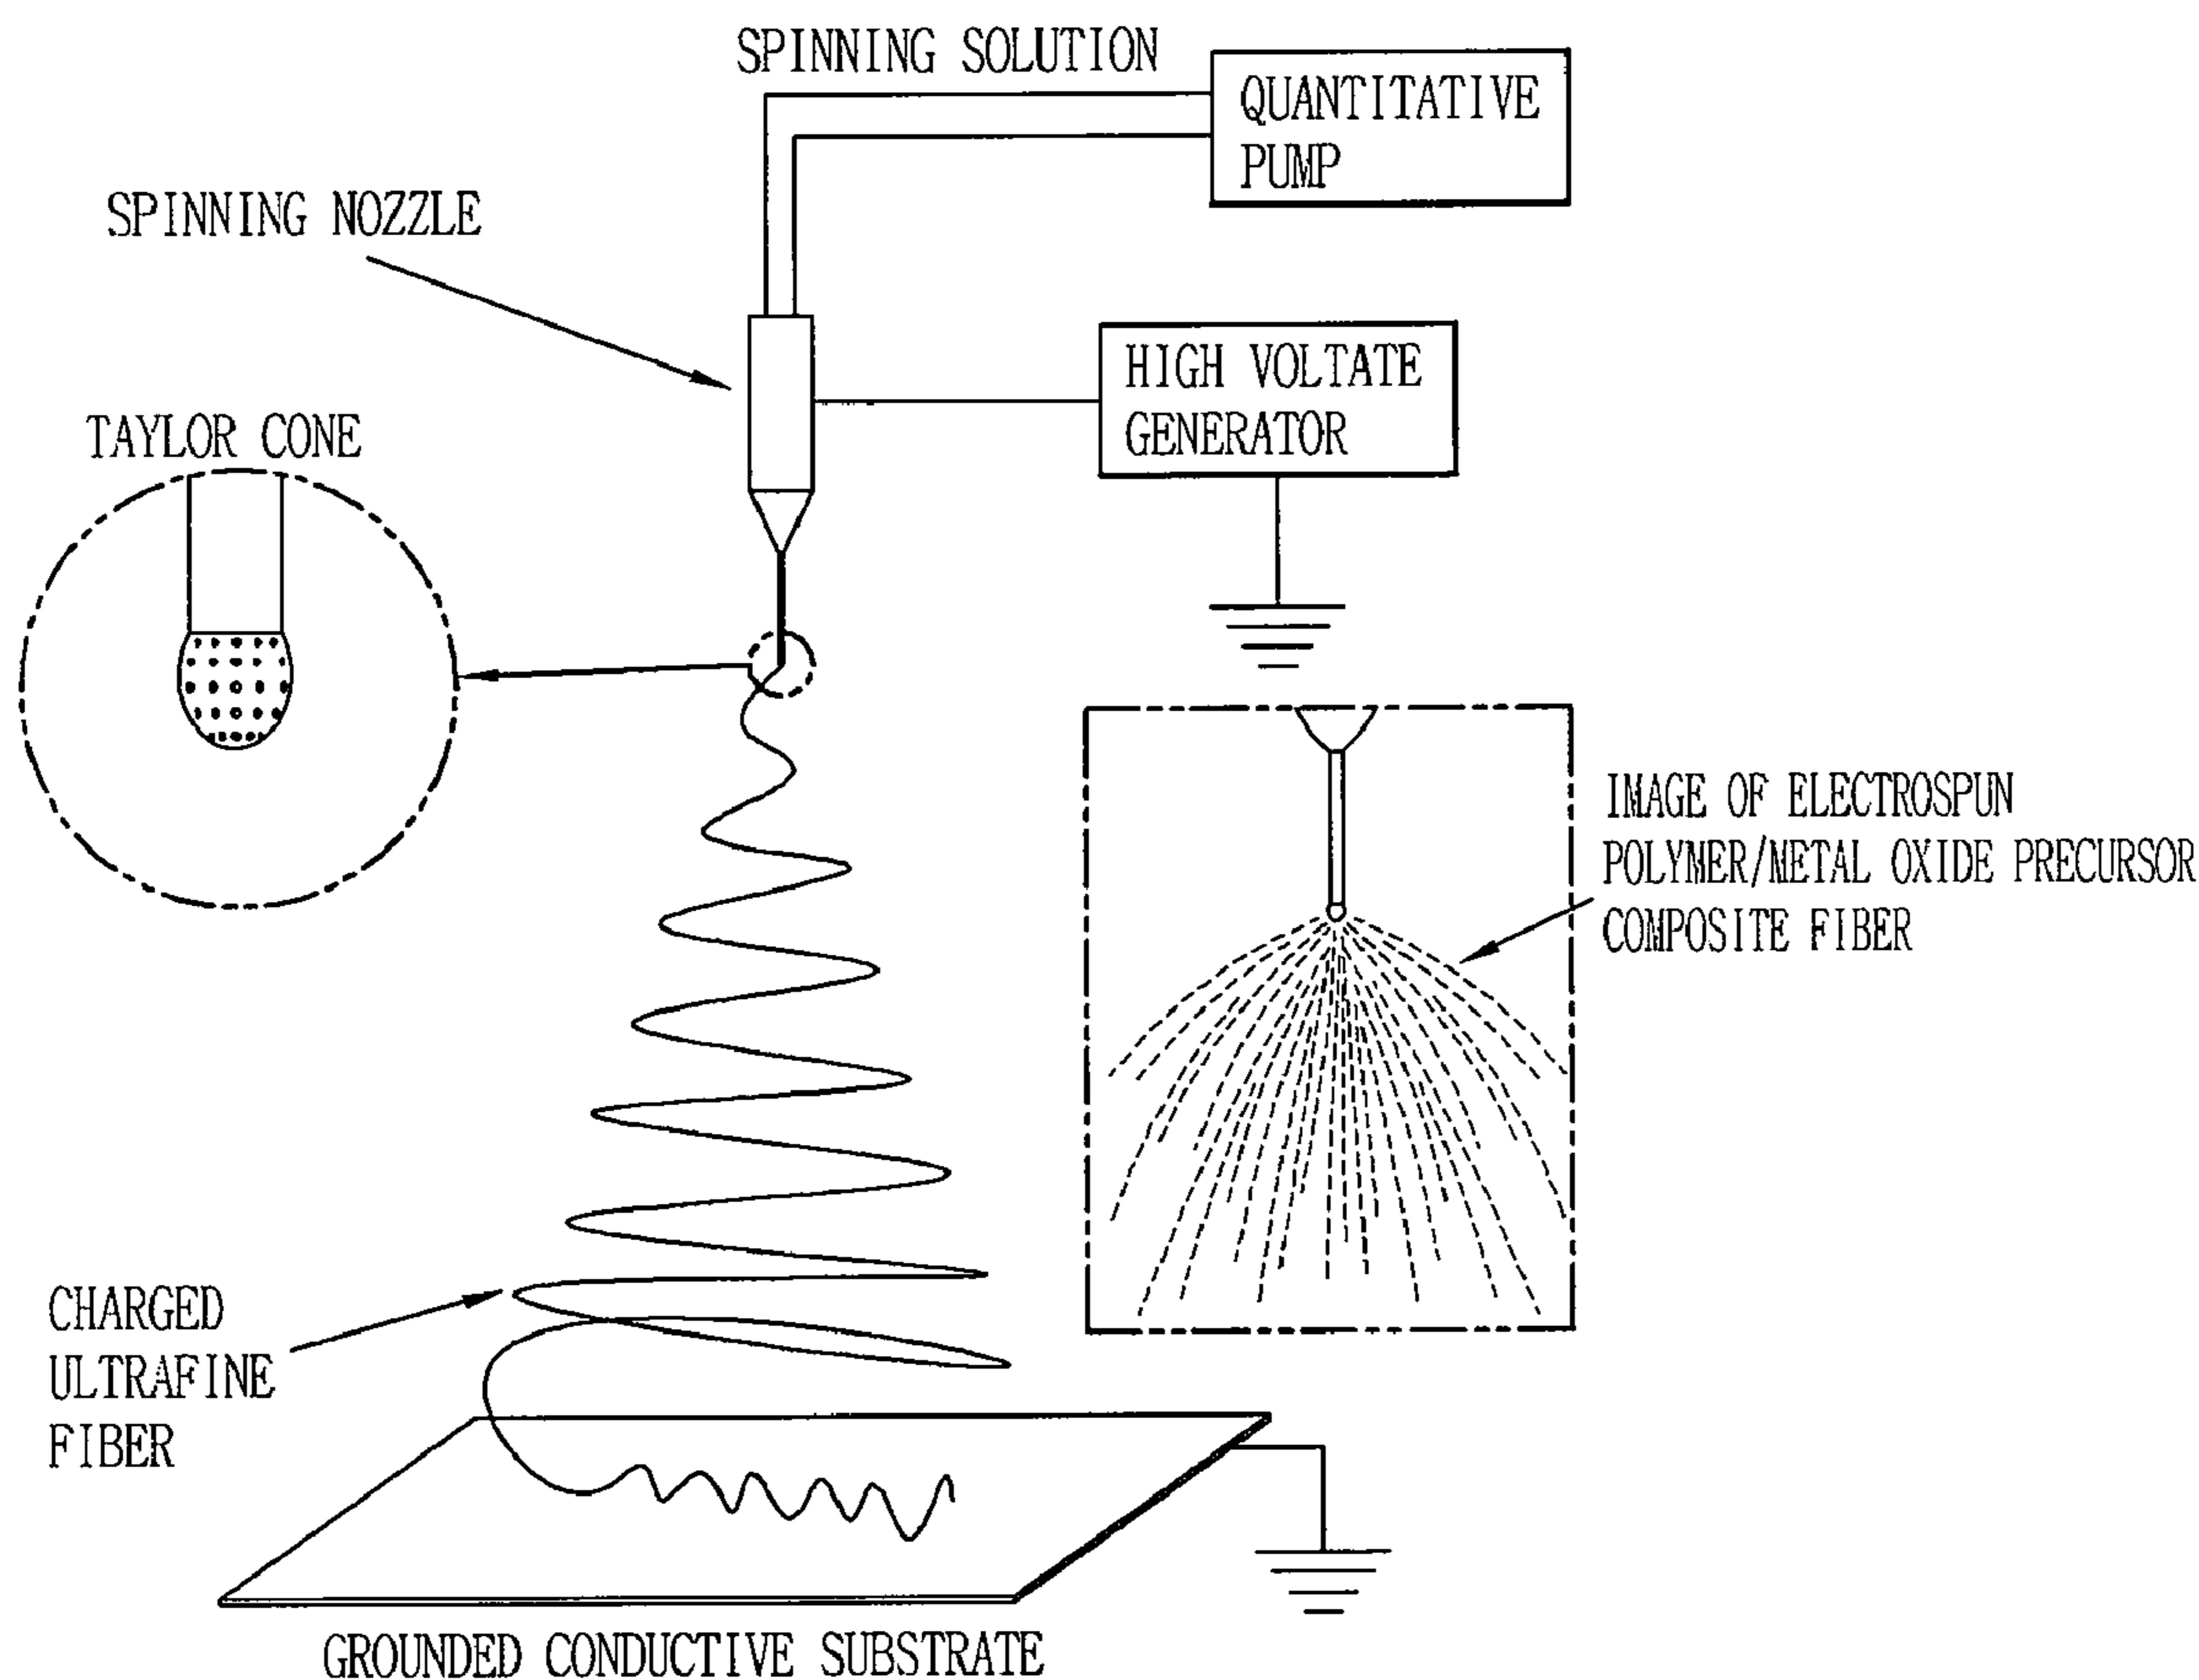 SPINNING SOLUTION
QUANTITATIVE
PUMP
SPINNING NOZZLE
HIGH VOLTATE
GENERATOR
TAYLOR CONE
IMAGE OF ELECTROSPUN
POLYMER/METAL OXIDE PRECURSOR
COMPOSITE FIBER
CHARGED
ULTRAFINE
FIBER
GROUNDED CONDUCTIVE SUBSTRATE